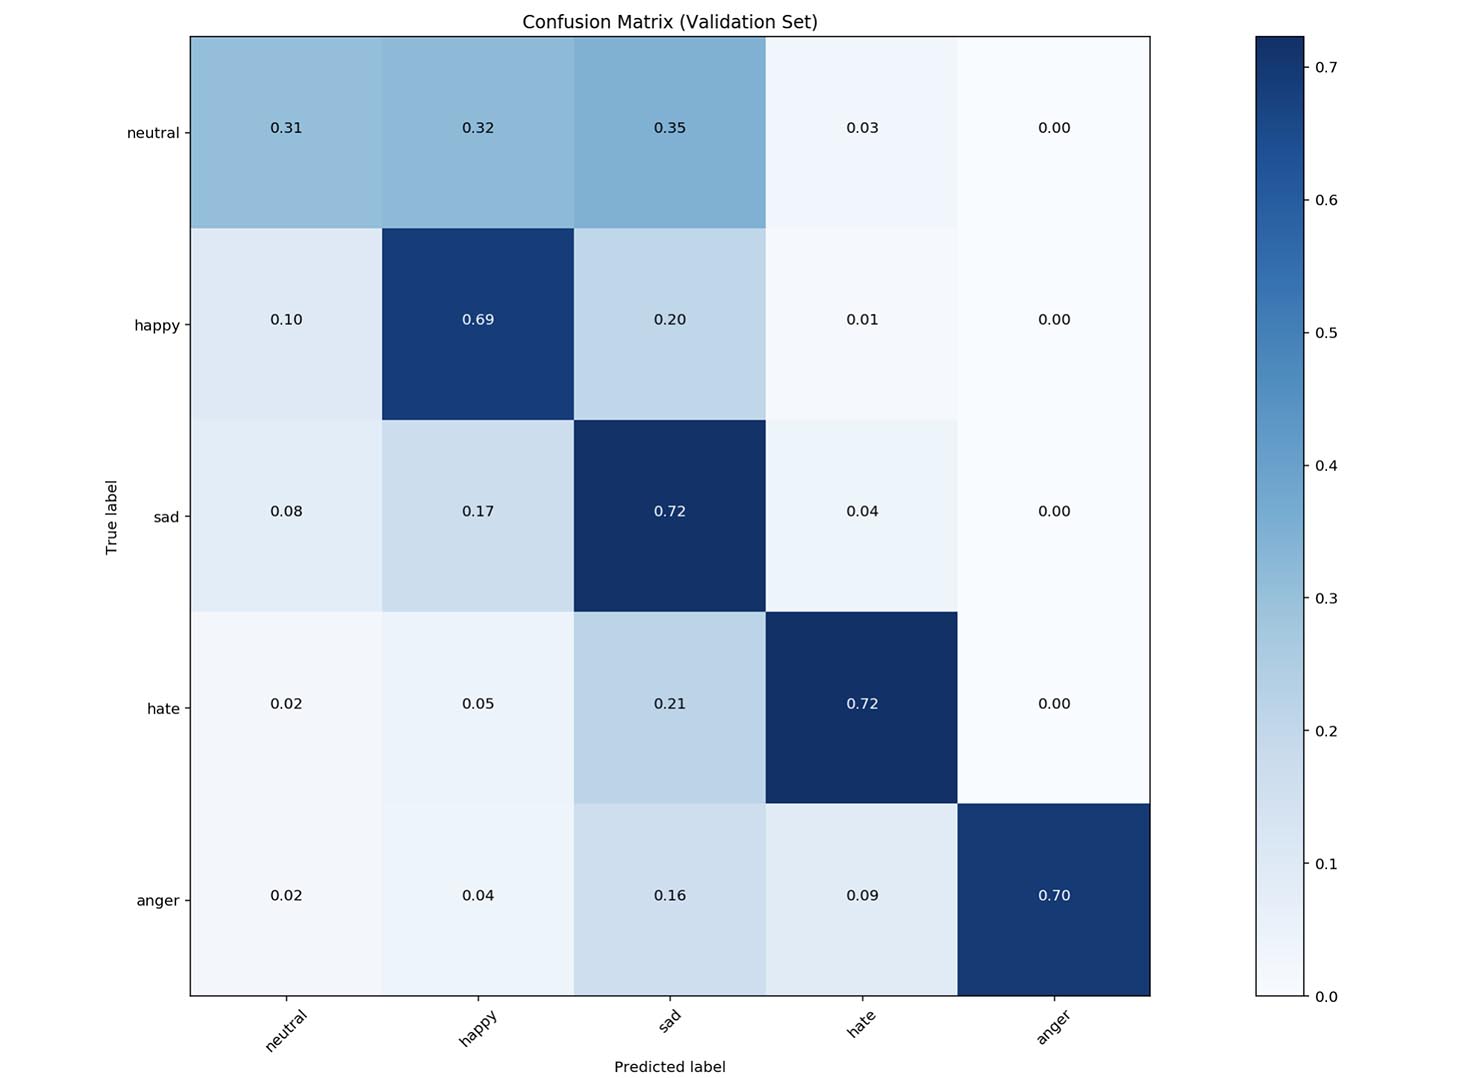 Confusion Matrix (Validation Set)
neutral 0.31 0.32 0.35 0.03 0.00
happy 0.10 0.69 0.20 0.01 0.00
sad 0.08 0.17 0.72 0.04 0.00
hate 0.02 0.05 0.21 0.72 0.00
anger 0.02 0.04 0.16 0.09 0.70
True label
neutral happy sad hate anger
Predicted label
0.7
0.6
0.5
0.4
0.3
0.2
0.1
0.0